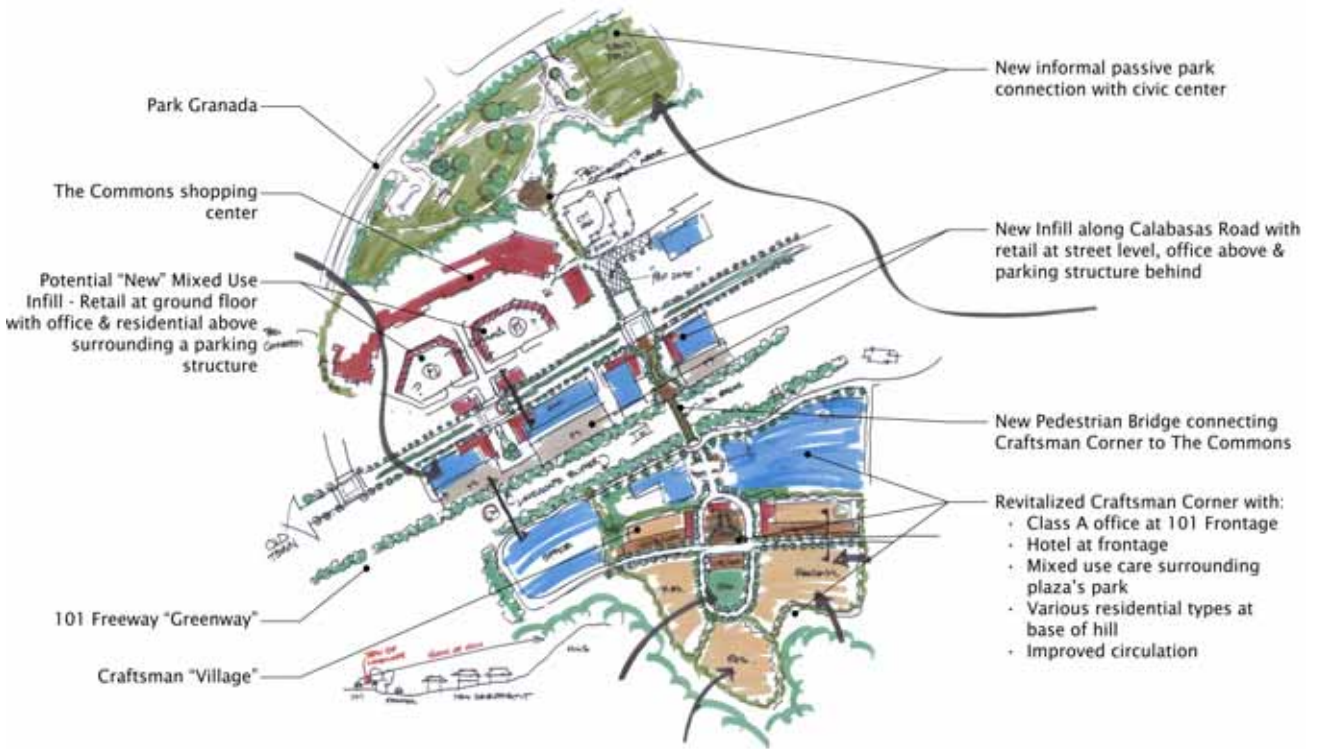 New informal passive park
connection with civic center
Park Granada
The Commons shopping
center
New Infill along Calabasas Road with
retail at street level, office above &
parking structure behind
Potential "New" Mixed Use
Infill - Retail at ground floor
with office & residential above
surrounding a parking
structure
New Pedestrian Bridge connecting
Craftsman Corner to The Commons
Revitalized Craftsman Corner with:
· Class A office at 101 Frontage
· Hotel at frontage
· Mixed use care surrounding
plaza's park
· Various residential types at
base of hill
· Improved circulation
OLD
TOWN
101 Freeway "Greenway"
Craftsman "Village"